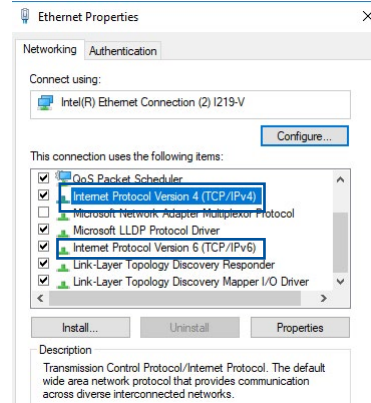 Ethernet Properties
Networking
Authentication
Connect using:
Intel(R) Ethernet Connection (2) I219-V
Configure...
This connection uses the following items:
QoS Packet Scheduler
Internet Protocol Version 4 (TCP/IPv4)
Microsoft Network Adapter Multiplexor Protocol
Microsoft LLDP Protocol Driver
Internet Protocol Version 6 (TCP/IPv6)
Link-Layer Topology Discovery Responder
Link-Layer Topology Discovery Mapper I/O Driver
Install...
Uninstall
Properties
Description
Transmission Control Protocol/Internet Protocol. The default
wide area network protocol that provides communication
across diverse interconnected networks.